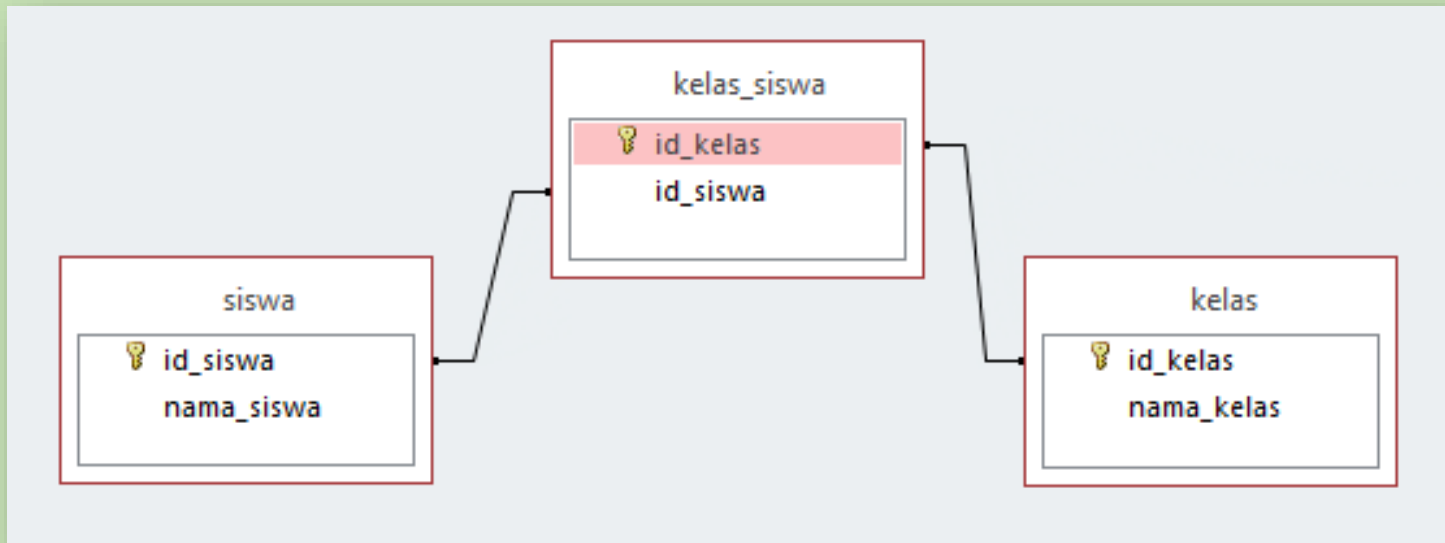 kelas_siswa
id_kelas
id_siswa
siswa
id_siswa
nama_siswa
kelas
id_kelas
nama_kelas